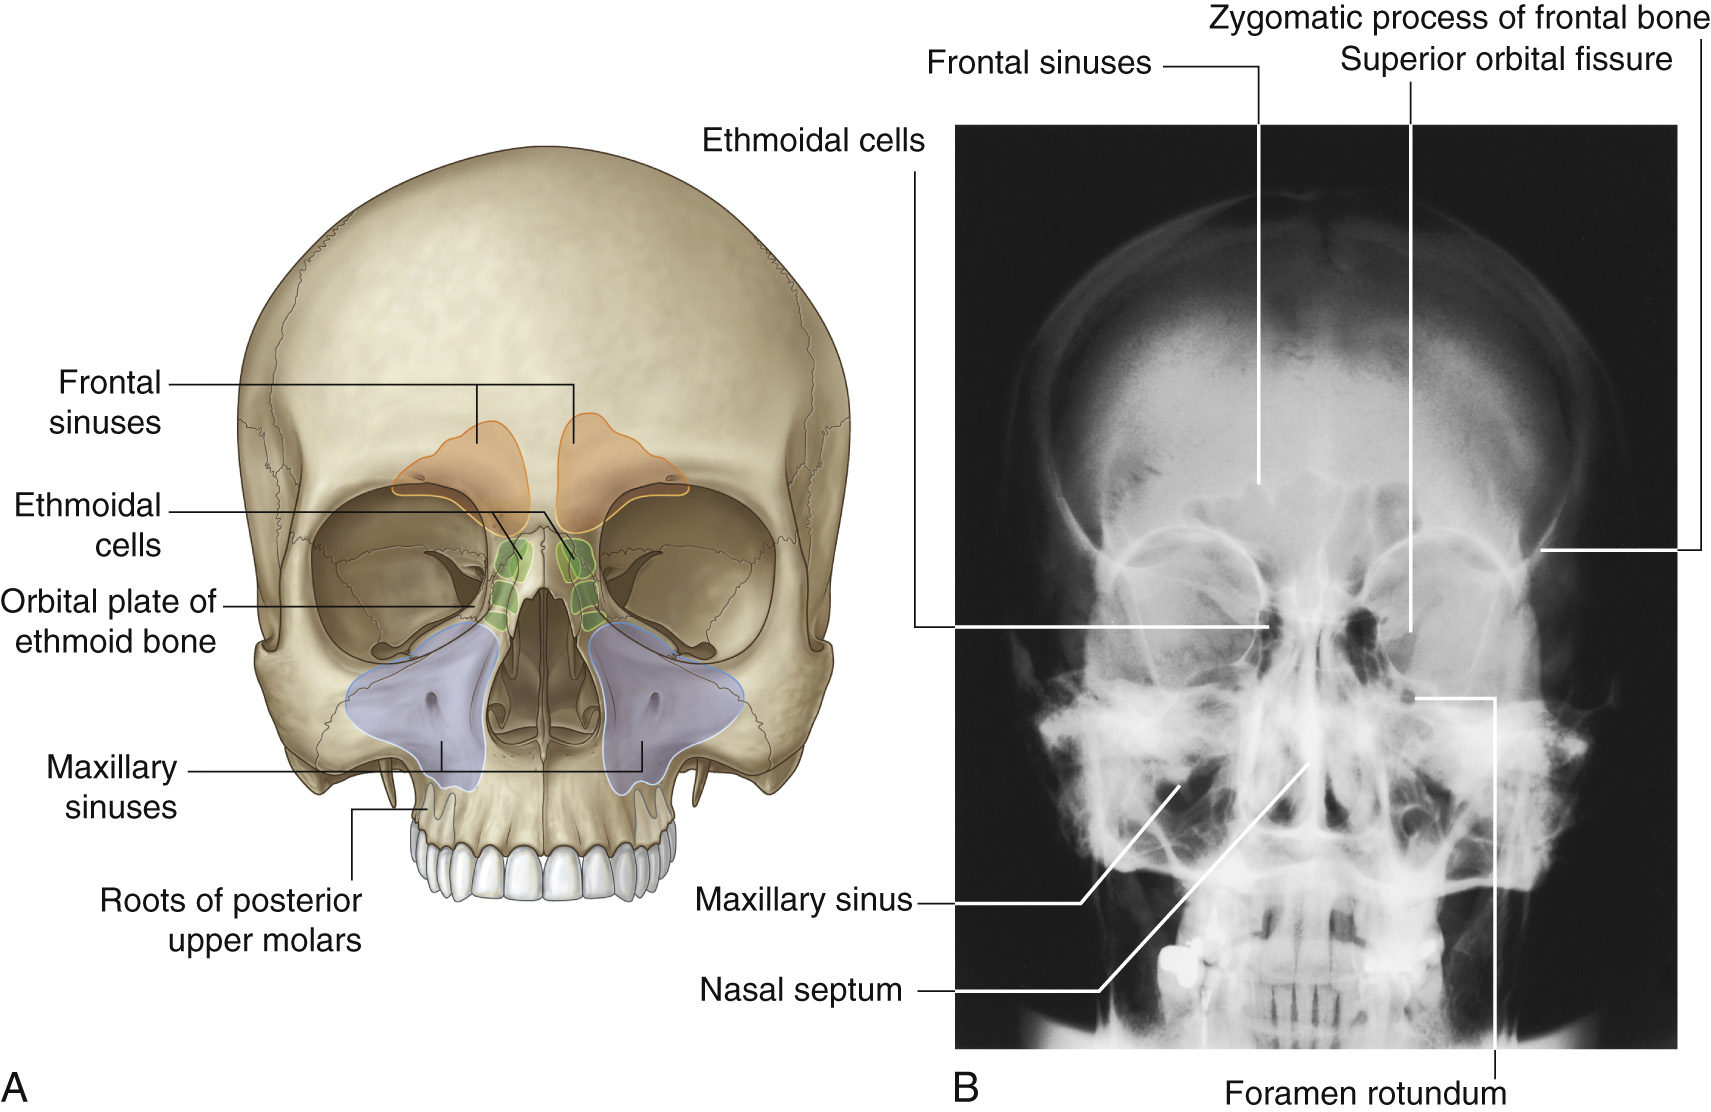 Frontal
sinuses
Ethmoidal
cells
Orbital plate of
ethmoid bone
Maxillary
sinuses
Roots of posterior
upper molars
A
Zygomatic process of frontal bone
Superior orbital fissure
Frontal sinuses
Ethmoidal cells
Maxillary sinus
Nasal septum
Foramen rotundum
B